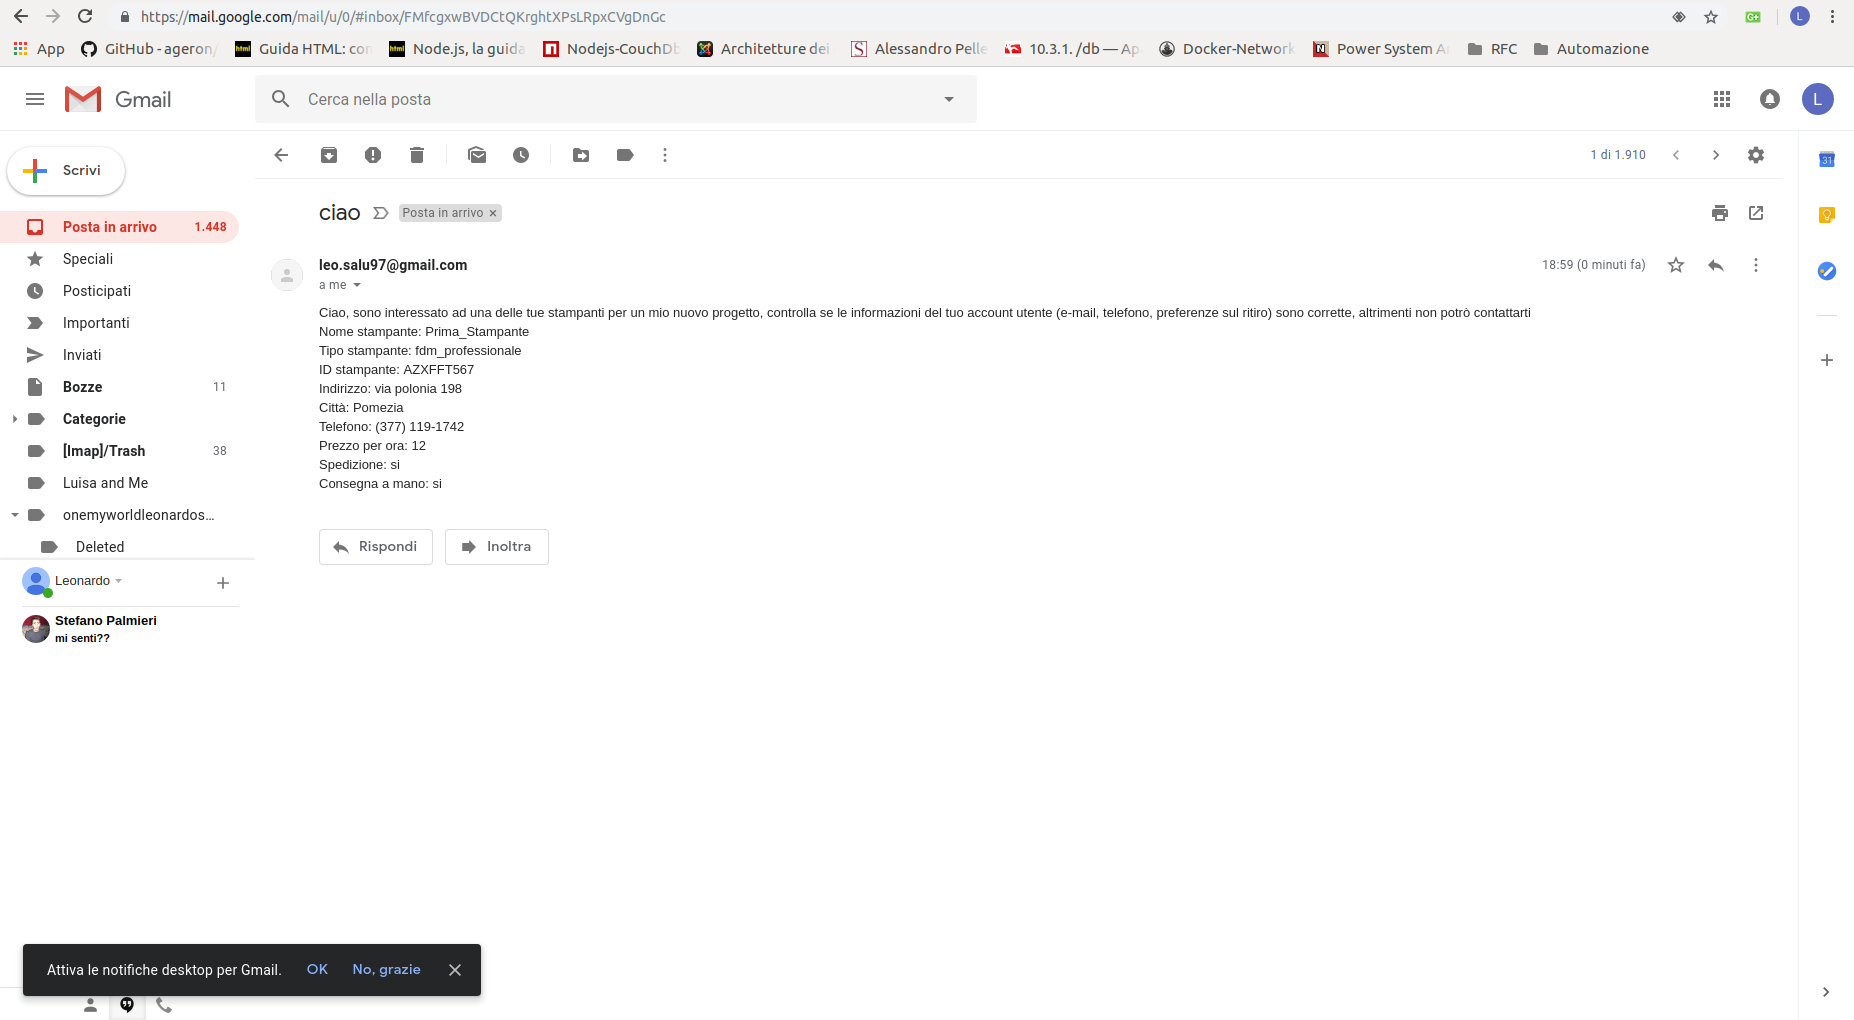 https://mail.google.com/mail/u/0/#inbox/FMfcgxwBVDCtQKrghtXPsLRpxCVgDnGc
G+
L
App
GitHub - ageron/
Guida HTML: con
Node.js, la guida
Nodejs-CouchDb
Architetture dei
Alessandro Pelle
10.3.1. /db — Ap
Docker-Network
Power System A
RFC
Automazione
Gmail
Cerca nella posta
L
Scrivi
1 di 1.910
31
Posta in arrivo 1.448
Speciali
Posticipati
Importanti
Inviati
Bozze 11
Categorie
[Imap]/Trash 38
Luisa and Me
onemyworldleonardos...
Deleted
Leonardo
Stefano Palmieri
mi senti??
ciao
Posta in arrivo x
leo.salu97@gmail.com
18:59 (0 minuti fa)
a me
Ciao, sono interessato ad una delle tue stampanti per un mio nuovo progetto, controlla se le informazioni del tuo account utente (e-mail, telefono, preferenze sul ritiro) sono corrette, altrimenti non potrò contattarti
Nome stampante: Prima_Stampante
Tipo stampante: fdm_professionale
ID stampante: AZXFFT567
Indirizzo: via polonia 198
Città: Pomezia
Telefono: (377) 119-1742
Prezzo per ora: 12
Spedizione: si
Consegna a mano: si
Rispondi
Inoltra
Attiva le notifiche desktop per Gmail. OK No, grazie